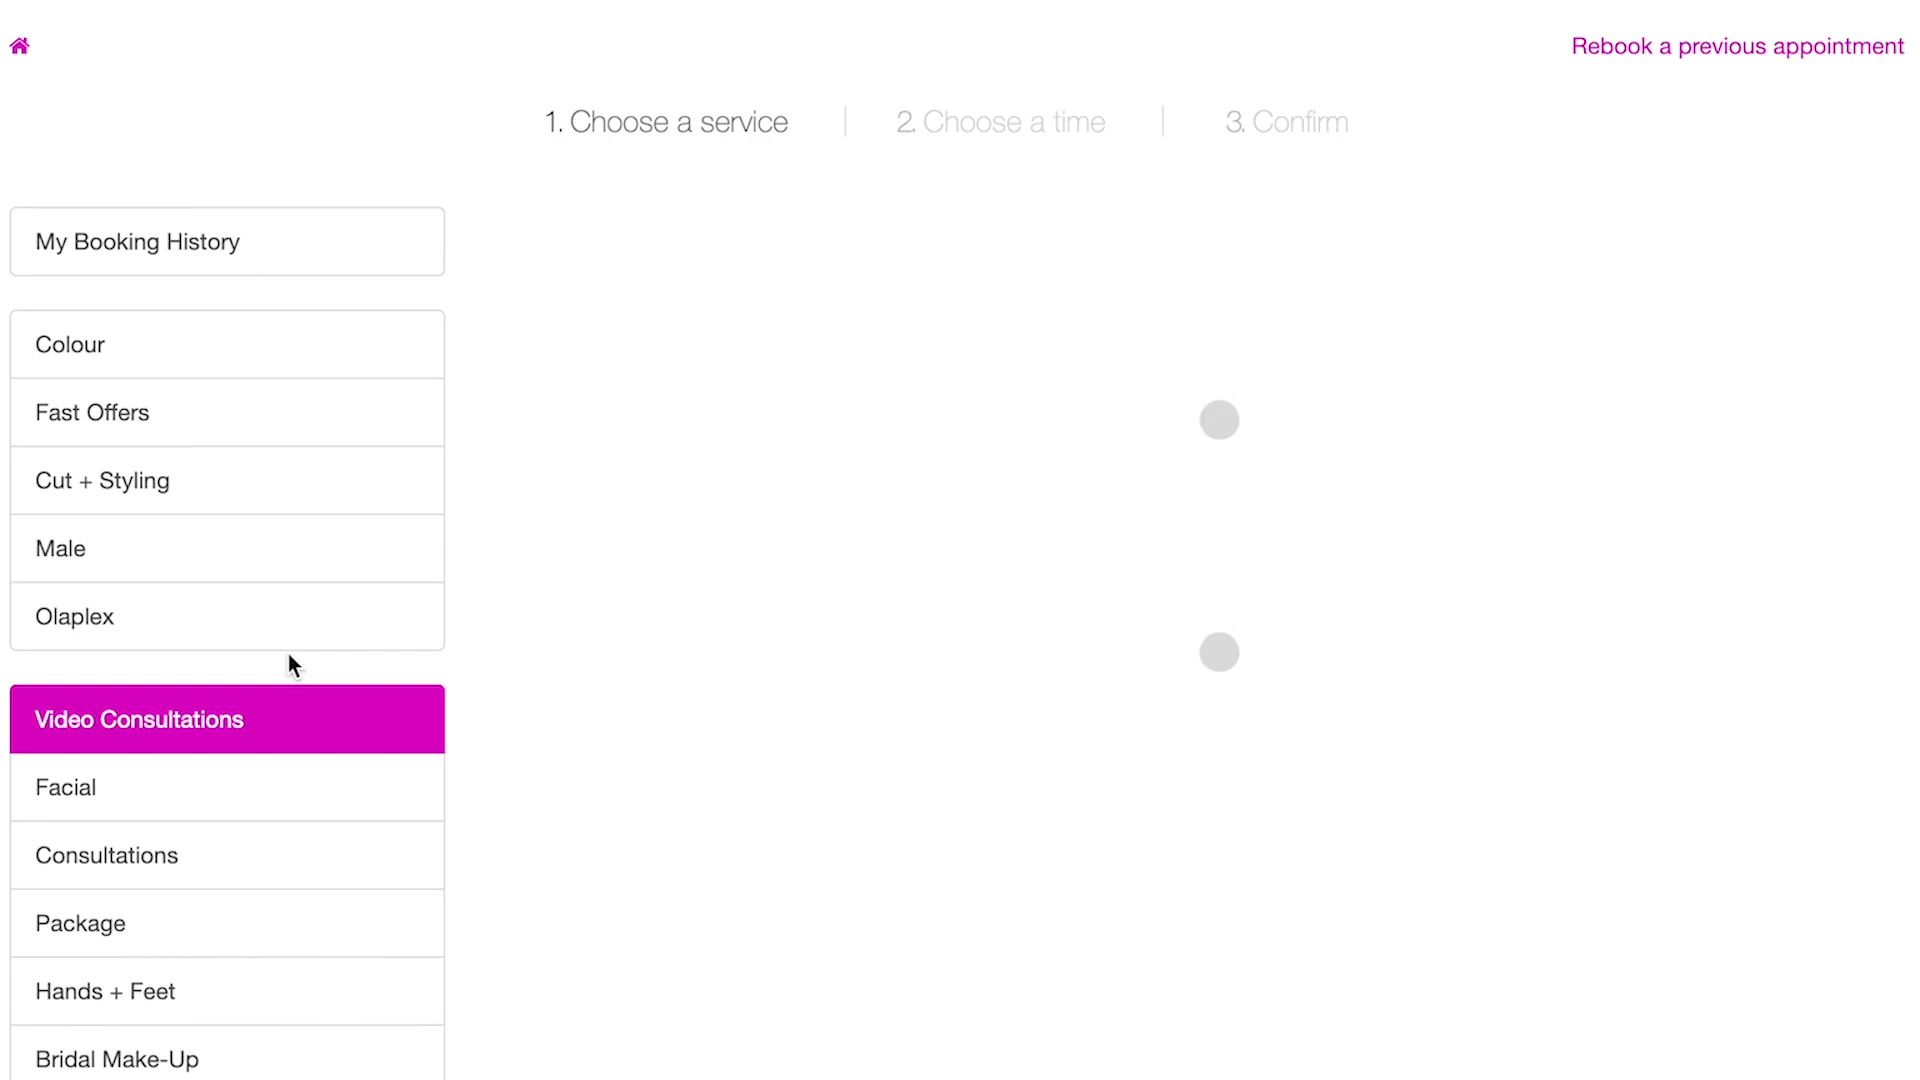 Rebook a previous appointment
1. Choose a service
2. Choose a time
3. Confirm
My Booking History
Colour
Fast Offers
Cut + Styling
Male
Olaplex
Video Consultations
Facial
Consultations
Package
Hands + Feet
Bridal Make-Up